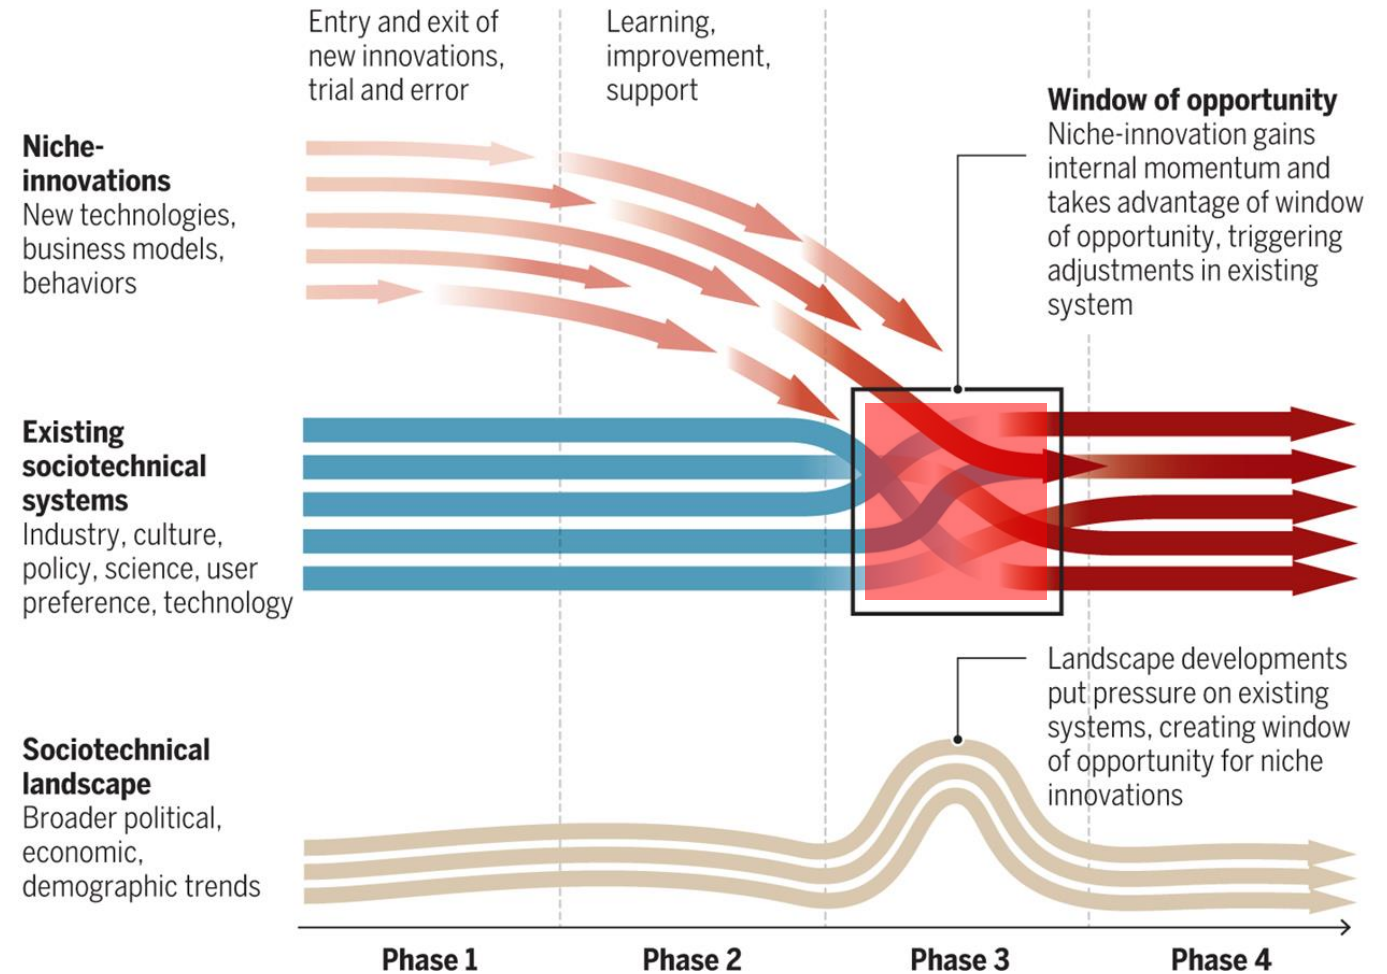 Entry and exit of
new innovations,
trial and error
Learning,
improvement,
support
Window of opportunity
Niche-innovation gains
internal momentum and
takes advantage of window
of opportunity, triggering
adjustments in existing
system
Niche-
innovations
New technologies,
business models,
behaviors
Existing
sociotechnical
systems
Industry, culture,
policy, science, user
preference, technology
Landscape developments
put pressure on existing
systems, creating window
of opportunity for niche
innovations
Sociotechnical
landscape
Broader political,
economic,
demographic trends
Phase 1
Phase 2
Phase 3
Phase 4